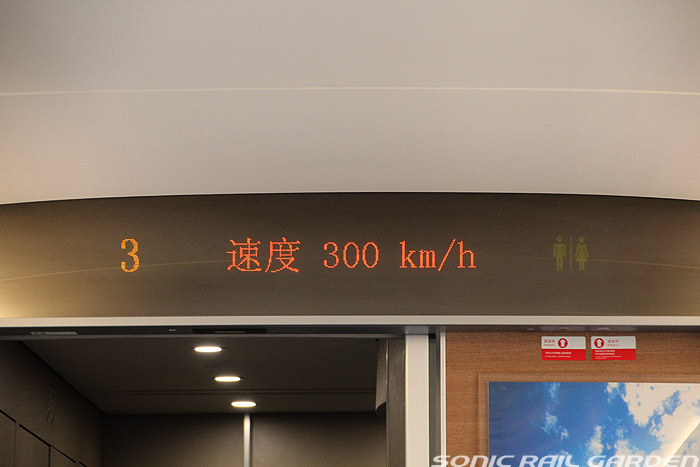 3 速度 300 km/h
SONIC RAIL GARDEN